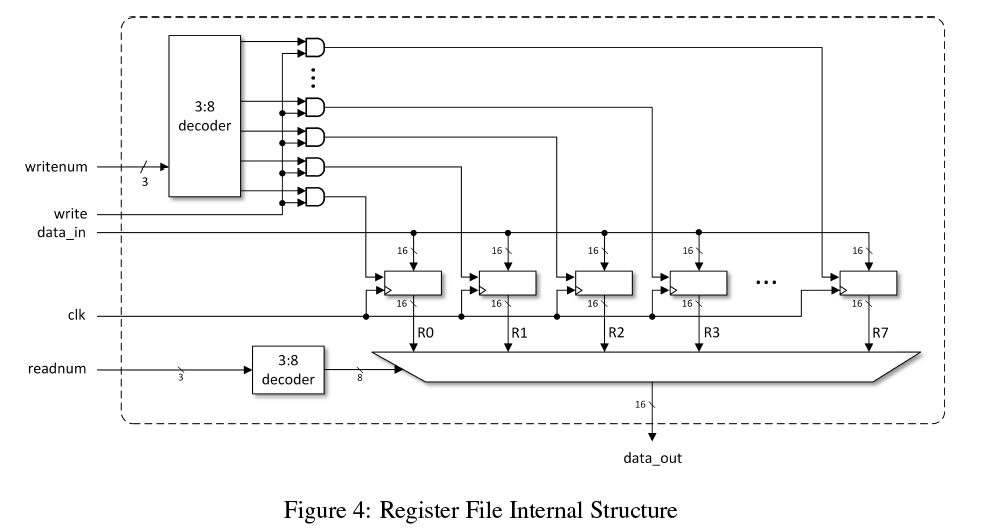 3:8
decoder
writenum
3
write
data_in
16
16
16
16
16
...
16
16
16
16
16
clk
R0
R1
R2
R3
R7
readnum
3
3:8
decoder
8
16
data_out
Figure 4: Register File Internal Structure